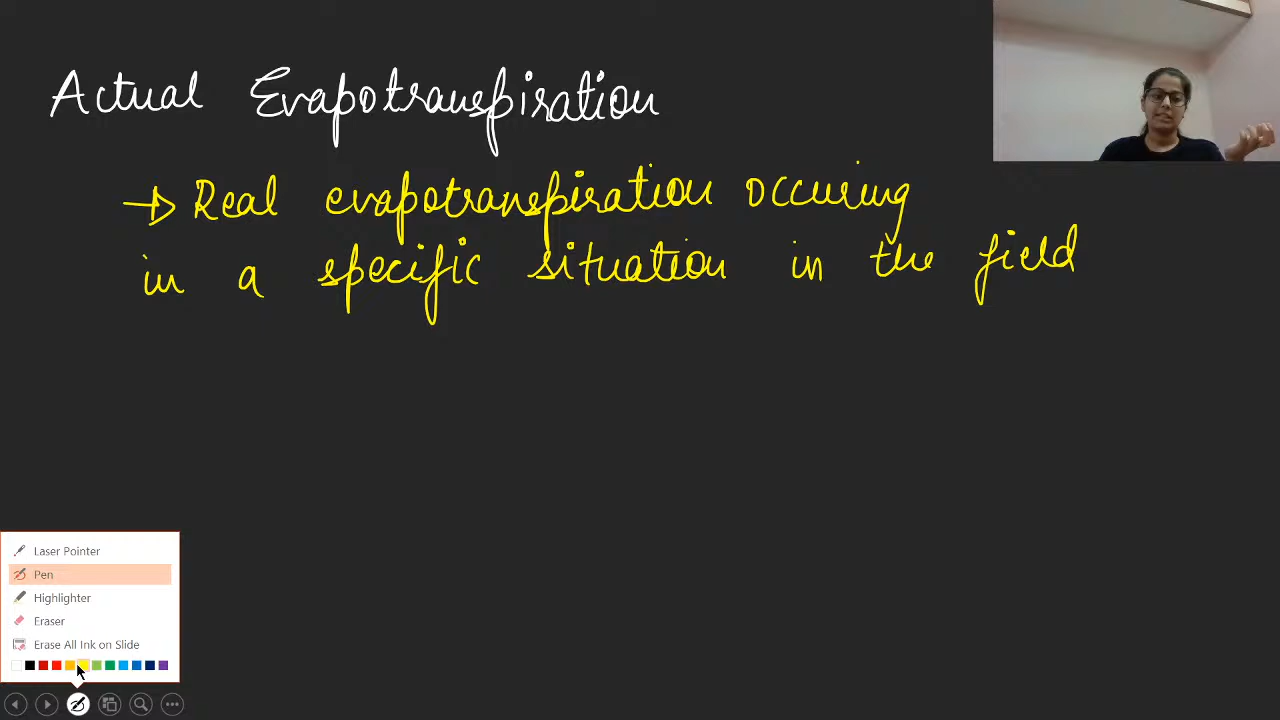 Actual Evapotranspiration
→ Real evapotranspiration occuring
in a specific situation in the field
Laser Pointer
Pen
Highlighter
Eraser
Erase All Ink on Slide